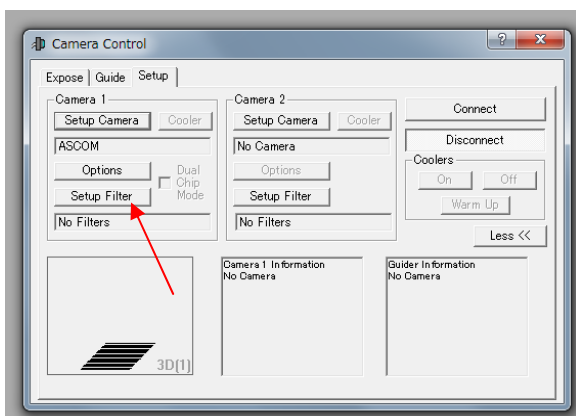 Camera Control
Expose Guide Setup
Camera 1
Setup Camera Cooler
ASCOM
Options Dual Chip Mode
Setup Filter
No Filters
Camera 2
Setup Camera Cooler
No Camera
Options
Setup Filter
No Filters
Connect
Disconnect
Coolers
On Off
Warm Up
Less <<
3D(1)
Camera 1 Information
No Camera
Guider Information
No Camera